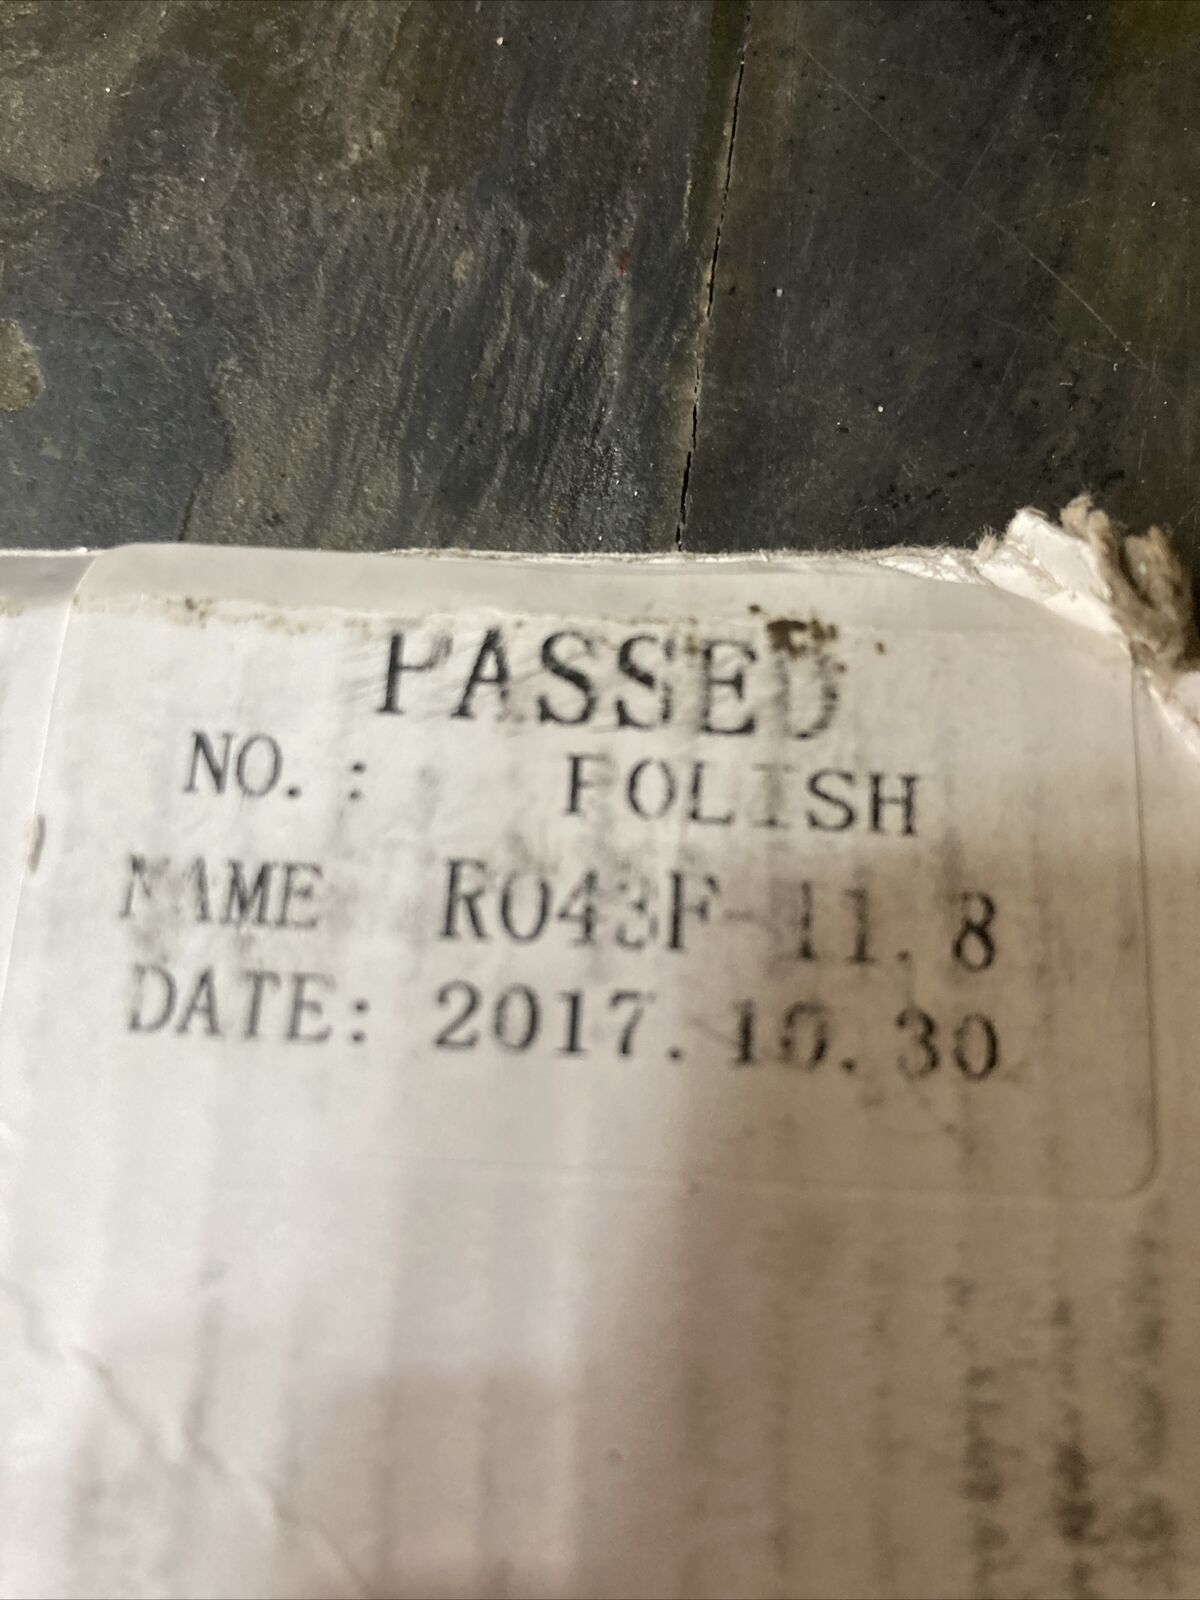 PASSED
NO.: POLISH
NAME R043F-11.8
DATE: 2017.10.30